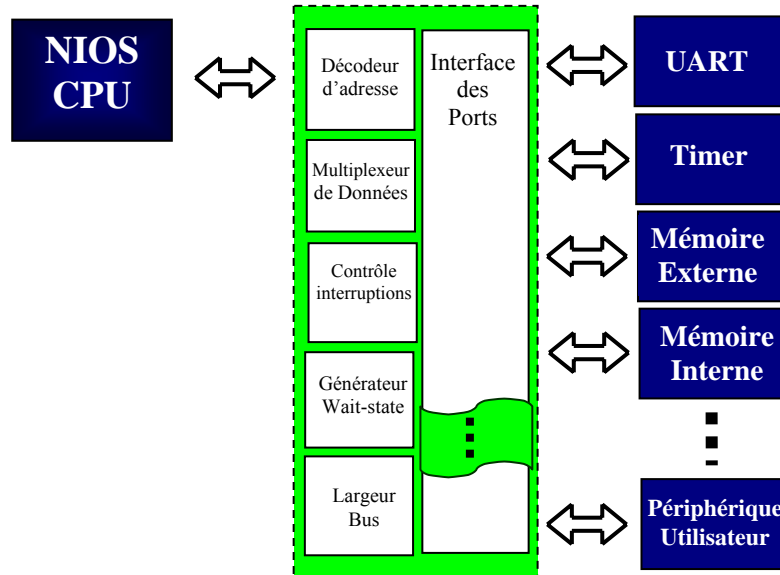 NIOS
CPU
Décodeur
d'adresse
Multiplexeur
de Données
Contrôle
interruptions
Générateur
Wait-state
Largeur
Bus
Interface
des
Ports
UART
Timer
Mémoire
Externe
Mémoire
Interne
Périphérique
Utilisateur